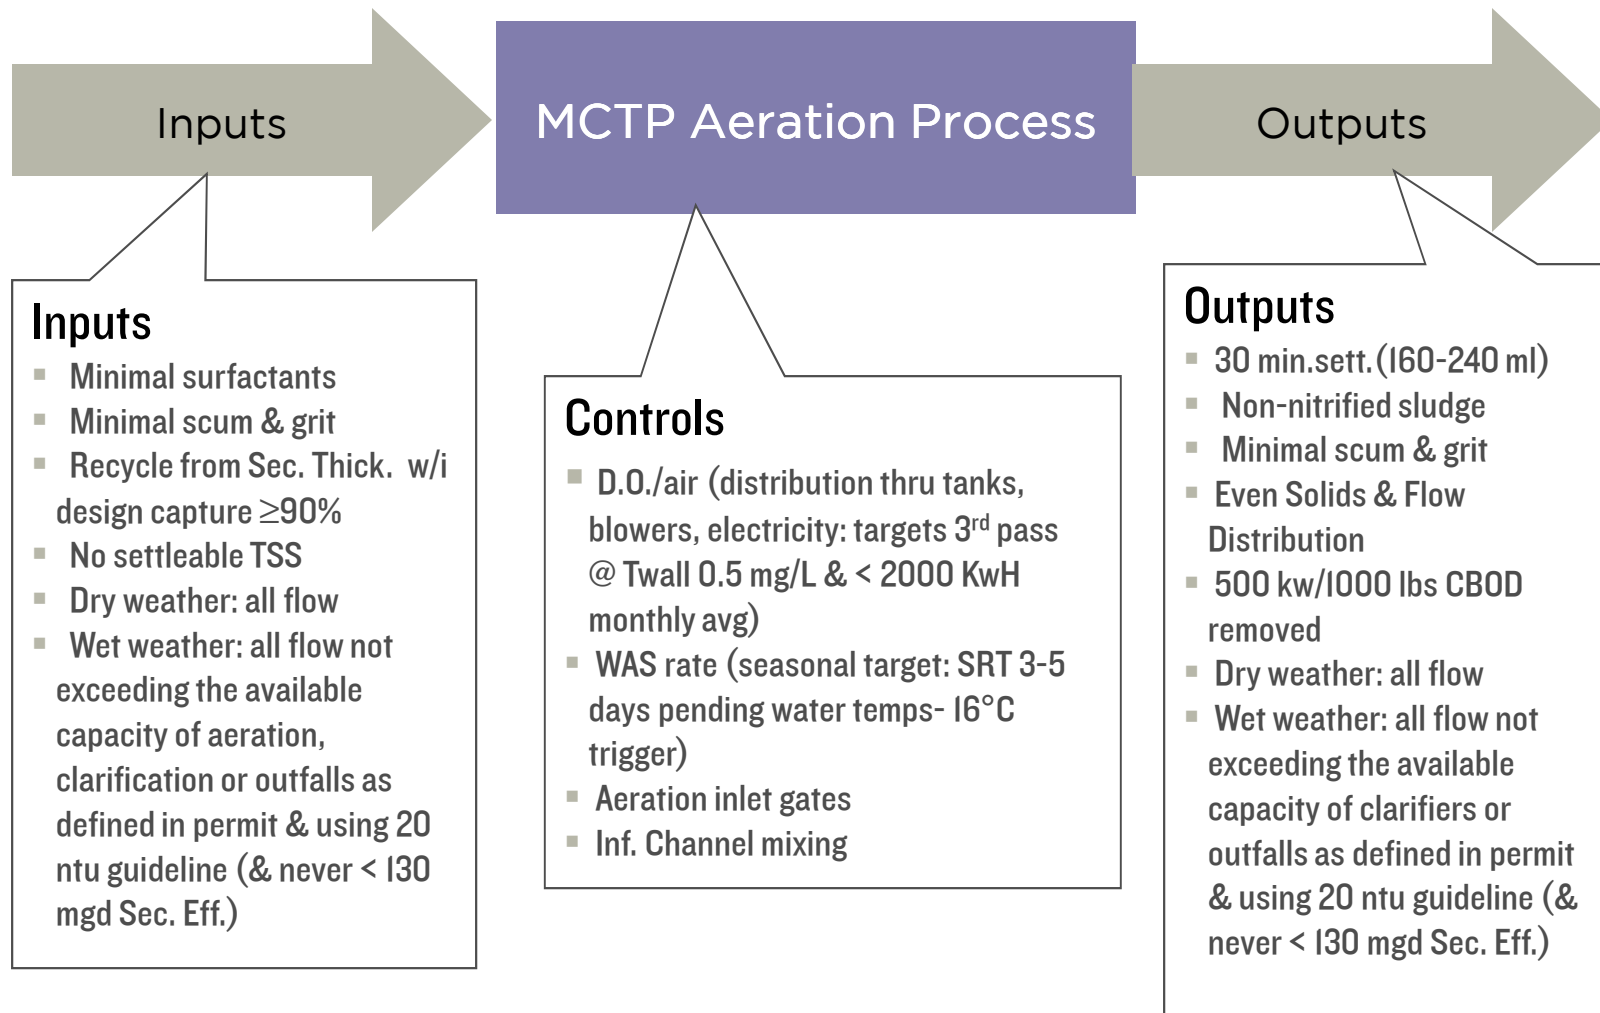 Inputs
MCTP Aeration Process
Outputs
Inputs
Minimal surfactants
Minimal scum & grit
Recycle from Sec. Thick. w/i
design capture ≥90%
No settleable TSS
Dry weather: all flow
Wet weather: all flow not
exceeding the available
capacity of aeration,
clarification or outfalls as
defined in permit & using 20
ntu guideline (& never < 130
mgd Sec. Eff.)
Controls
D.O./air (distribution thru tanks,
blowers, electricity: targets 3rd pass
@ Twall 0.5 mg/L & < 2000 KwH
monthly avg)
WAS rate (seasonal target: SRT 3-5
days pending water temps- 16°C
trigger)
Aeration inlet gates
Inf. Channel mixing
Outputs
30 min.sett.(160-240 ml)
Non-nitrified sludge
Minimal scum & grit
Even Solids & Flow
Distribution
500 kw/1000 lbs CBOD
removed
Dry weather: all flow
Wet weather: all flow not
exceeding the available
capacity of clarifiers or
outfalls as defined in permit
& using 20 ntu guideline (&
never < 130 mgd Sec. Eff.)